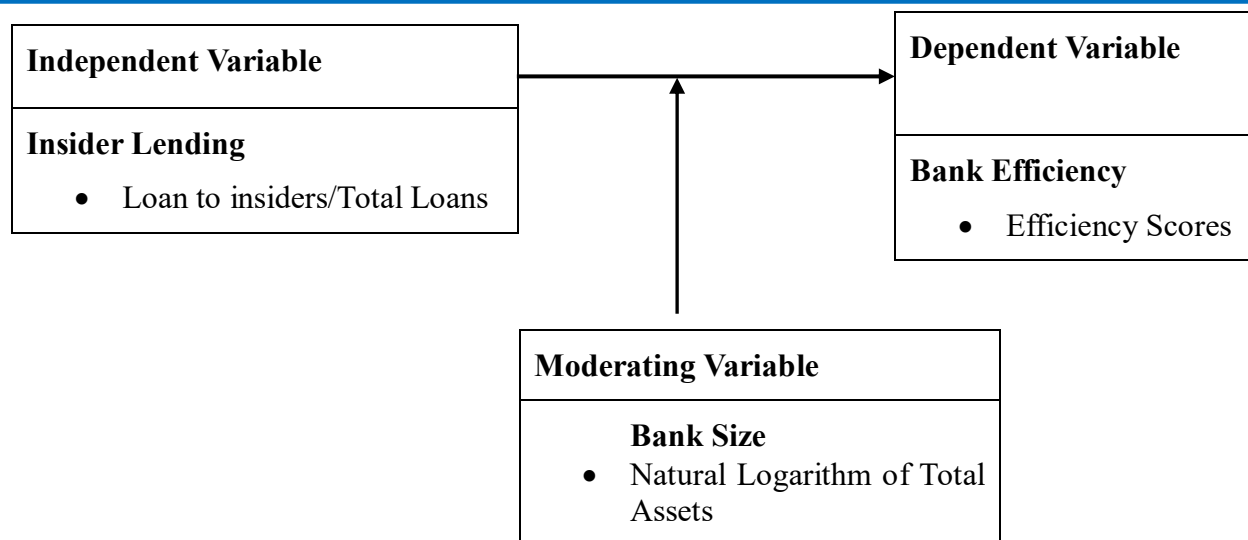 Independent Variable
Insider Lending
• Loan to insiders/Total Loans
Dependent Variable
Bank Efficiency
• Efficiency Scores
Moderating Variable
Bank Size
• Natural Logarithm of Total
Assets